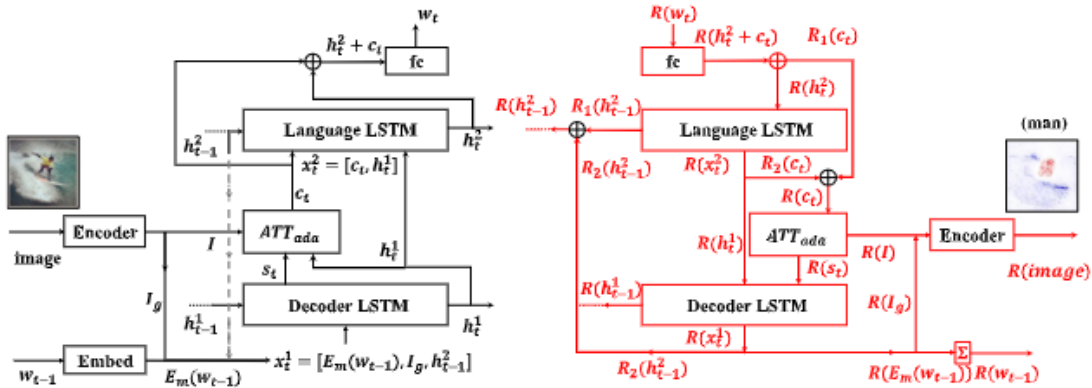 w_t
h_t^2 + c_t
fc
Language LSTM
h_{t-1}^2
h_t^2
x_t^2 = [c_t, h_t^1]
c_t
image
Encoder
I
ATT_{ada}
h_t^1
s_t
I_g
Decoder LSTM
h_{t-1}^1
h_t^1
w_{t-1}
Embed
E_m(w_{t-1})
x_t^1 = [E_m(w_{t-1}), I_g, h_{t-1}^2]
R(w_t)
fc
R(h_t^2 + c_t)
R_1(c_t)
R(h_t^2)
R(h_{t-1}^2)
R_1(h_{t-1}^2)
Language LSTM
R_2(h_{t-1}^2)
R(x_t^2)
R_2(c_t)
R(c_t)
(man)
R(h_t^1)
ATT_{ada}
R(I)
Encoder
R(image)
R(s_t)
R(I_g)
R(h_{t-1}^1)
Decoder LSTM
R(x_t^1)
R_2(h_{t-1}^2)
Σ
R(E_m(w_{t-1}))
R(w_{t-1})